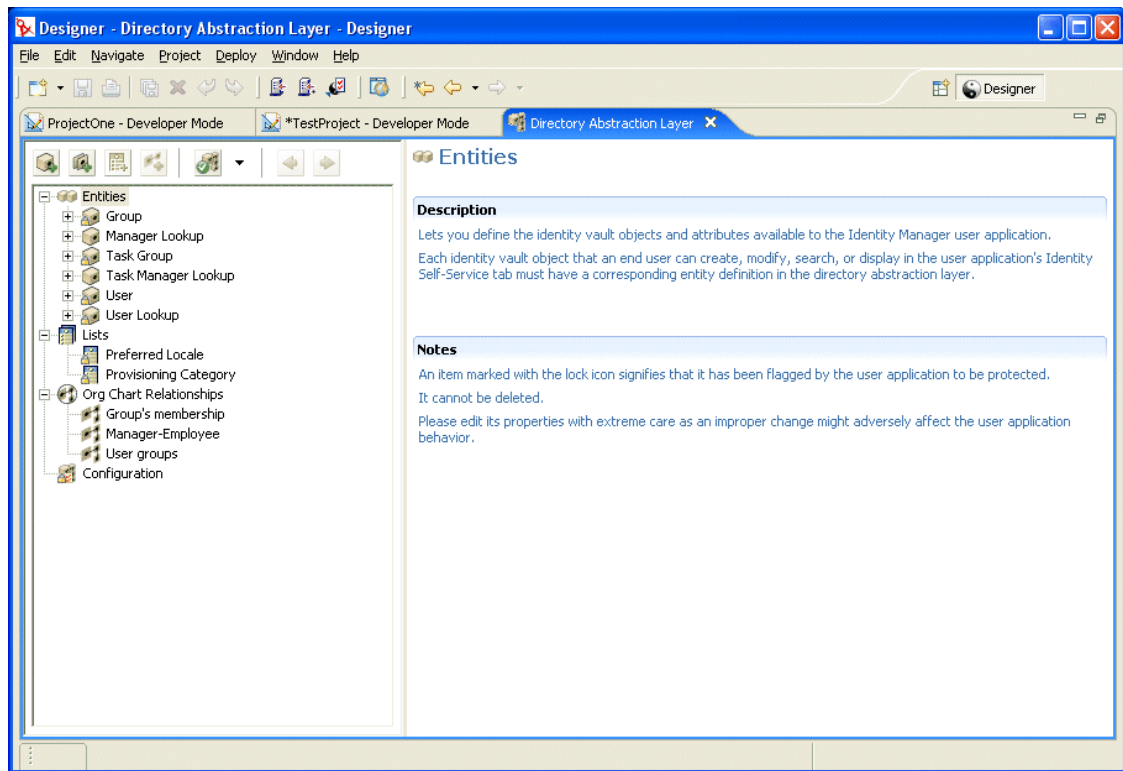 Designer - Directory Abstraction Layer - Designer
File Edit Navigate Project Deploy Window Help
Designer
ProjectOne - Developer Mode
*TestProject - Developer Mode
Directory Abstraction Layer
Entities
Group
Manager Lookup
Task Group
Task Manager Lookup
User
User Lookup
Lists
Preferred Locale
Provisioning Category
Org Chart Relationships
Group's membership
Manager-Employee
User groups
Configuration
Entities
Description
Lets you define the identity vault objects and attributes available to the Identity Manager user application.
Each identity vault object that an end user can create, modify, search, or display in the user application's Identity
Self-Service tab must have a corresponding entity definition in the directory abstraction layer.
Notes
An item marked with the lock icon signifies that it has been flagged by the user application to be protected.
It cannot be deleted.
Please edit its properties with extreme care as an improper change might adversely affect the user application
behavior.